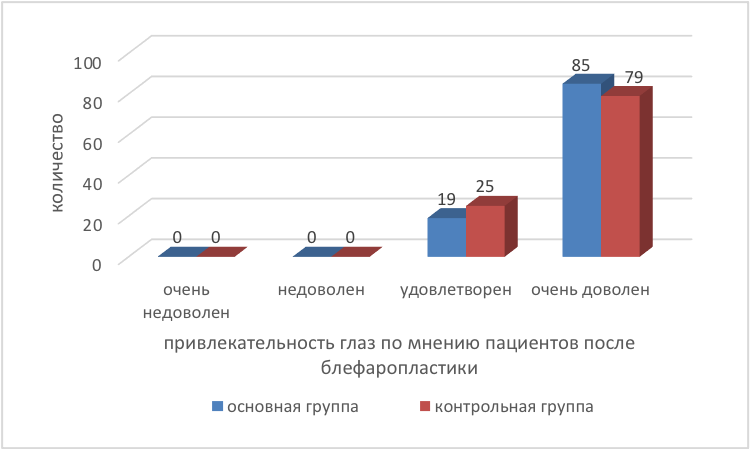 100
80
60
40
20
0
количество
0
0
0
0
19
25
85
79
очень
недоволен
недоволен
удовлетворен
очень доволен
привлекательность глаз по мнению пациентов после
блефаропластики
основная группа
контрольная группа